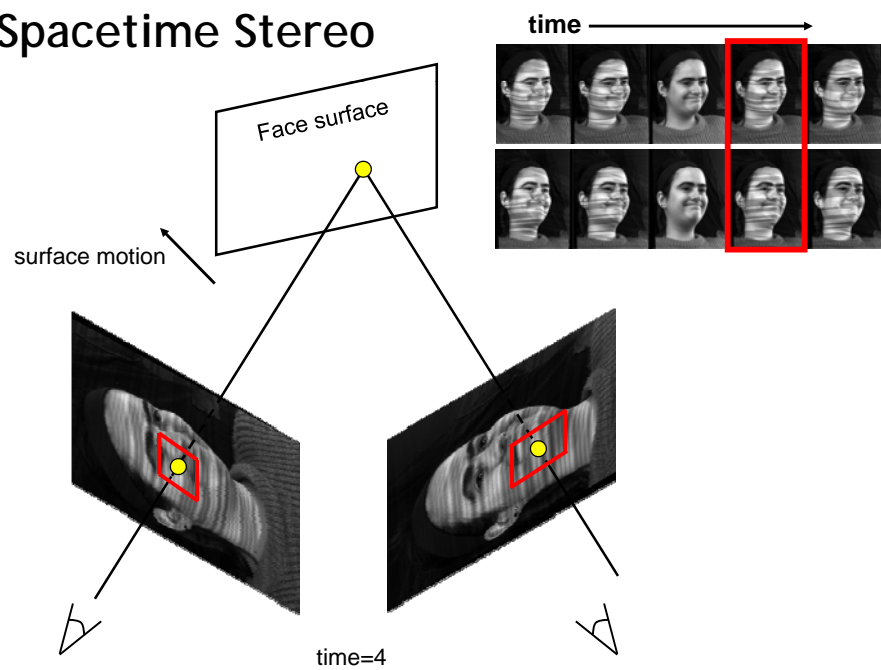 Spacetime Stereo
time
Face surface
surface motion
time=4